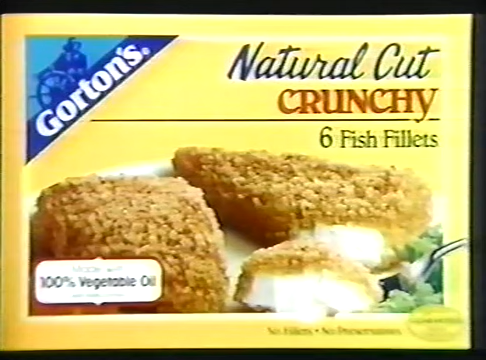 Gorton's®
Natural Cut
CRUNCHY
6 Fish Fillets
100% Vegetable Oil
No Fillers • No Preservatives